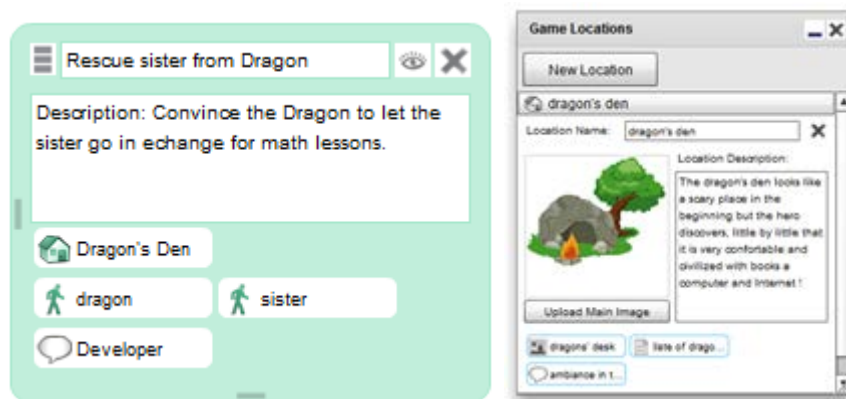 Rescue sister from Dragon
Description: Convince the Dragon to let the
sister go in echange for math lessons.
Dragon's Den
dragon
sister
Developer
Game Locations
New Location
dragon's den
Location Name:
dragon's den
Location Description:
The dragon's den looks like
a scary place in the
beginning but the hero
discovers, little by little that
it is very confortable and
civilized with books a
computer and Internet !
Upload Main Image
dragons' desk
liste of drago...
ambiance in t...